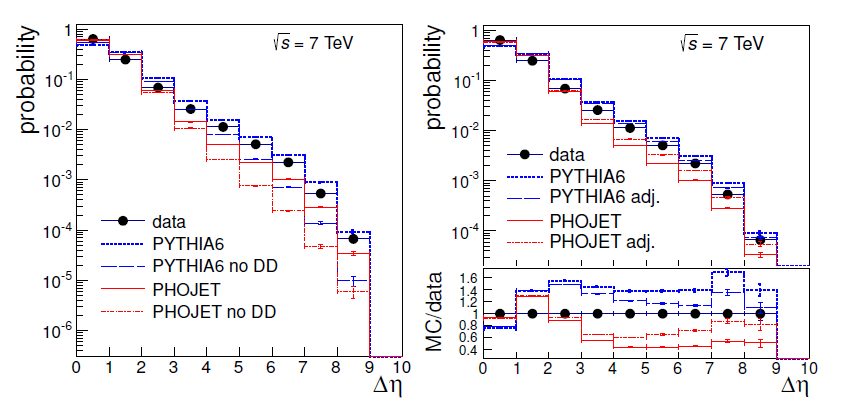 probability
1
10-1
10-2
10-3
10-4
10-5
10-6
√s = 7 TeV
data
PYTHIA6
PYTHIA6 no DD
PHOJET
PHOJET no DD
0 1 2 3 4 5 6 7 8 9 10
Δη
probability
1
10-1
10-2
10-3
10-4
√s = 7 TeV
data
PYTHIA6
PYTHIA6 adj.
PHOJET
PHOJET adj.
MC/data
1.6
1.4
1.2
1
0.8
0.6
0.4
0 1 2 3 4 5 6 7 8 9 10
Δη